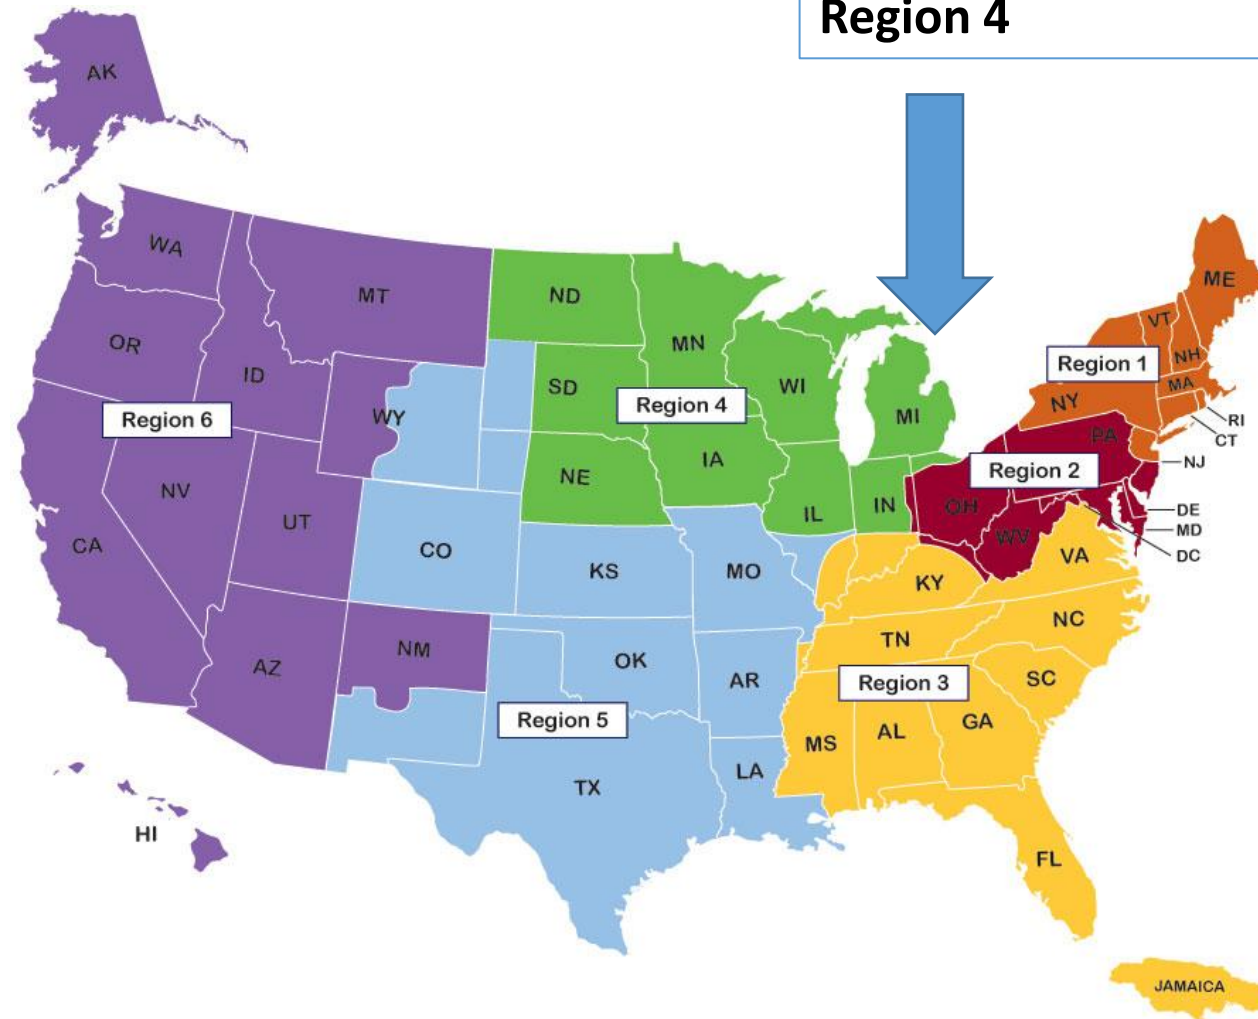 Region 4
AK
WA
MT
ND
MN
ME
VT
OR
ID
SD
WI
NH
Region 1
MA
WY
Region 4
MI
NY
Region 6
RI
CT
PA
IA
NJ
Region 2
NE
NV
IN
OH
DE
IL
UT
MD
WV
CO
CA
DC
VA
KS
MO
KY
NC
TN
NM
OK
AZ
AR
SC
Region 3
Region 5
GA
AL
MS
LA
TX
HI
FL
JAMAICA